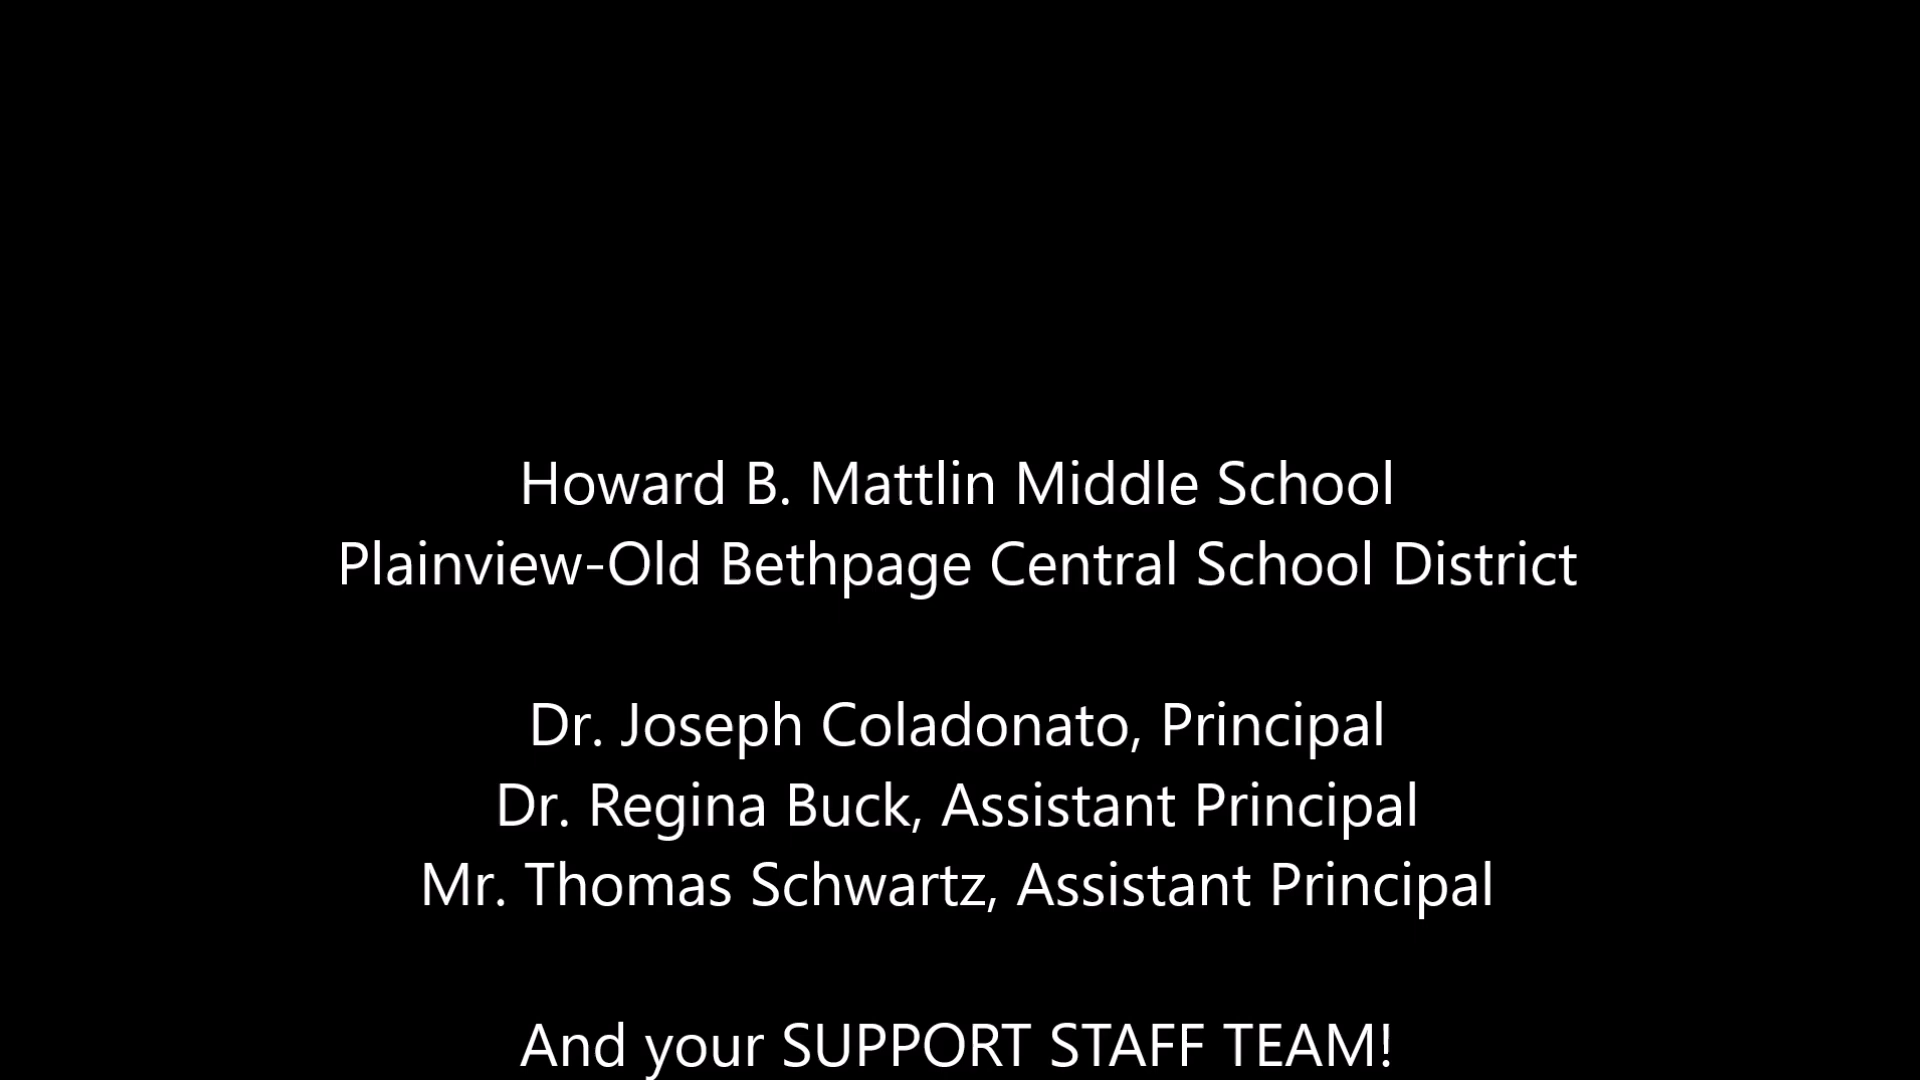 Howard B. Mattlin Middle School
Plainview-Old Bethpage Central School District
Dr. Joseph Coladonato, Principal
Dr. Regina Buck, Assistant Principal
Mr. Thomas Schwartz, Assistant Principal
And your SUPPORT STAFF TEAM!